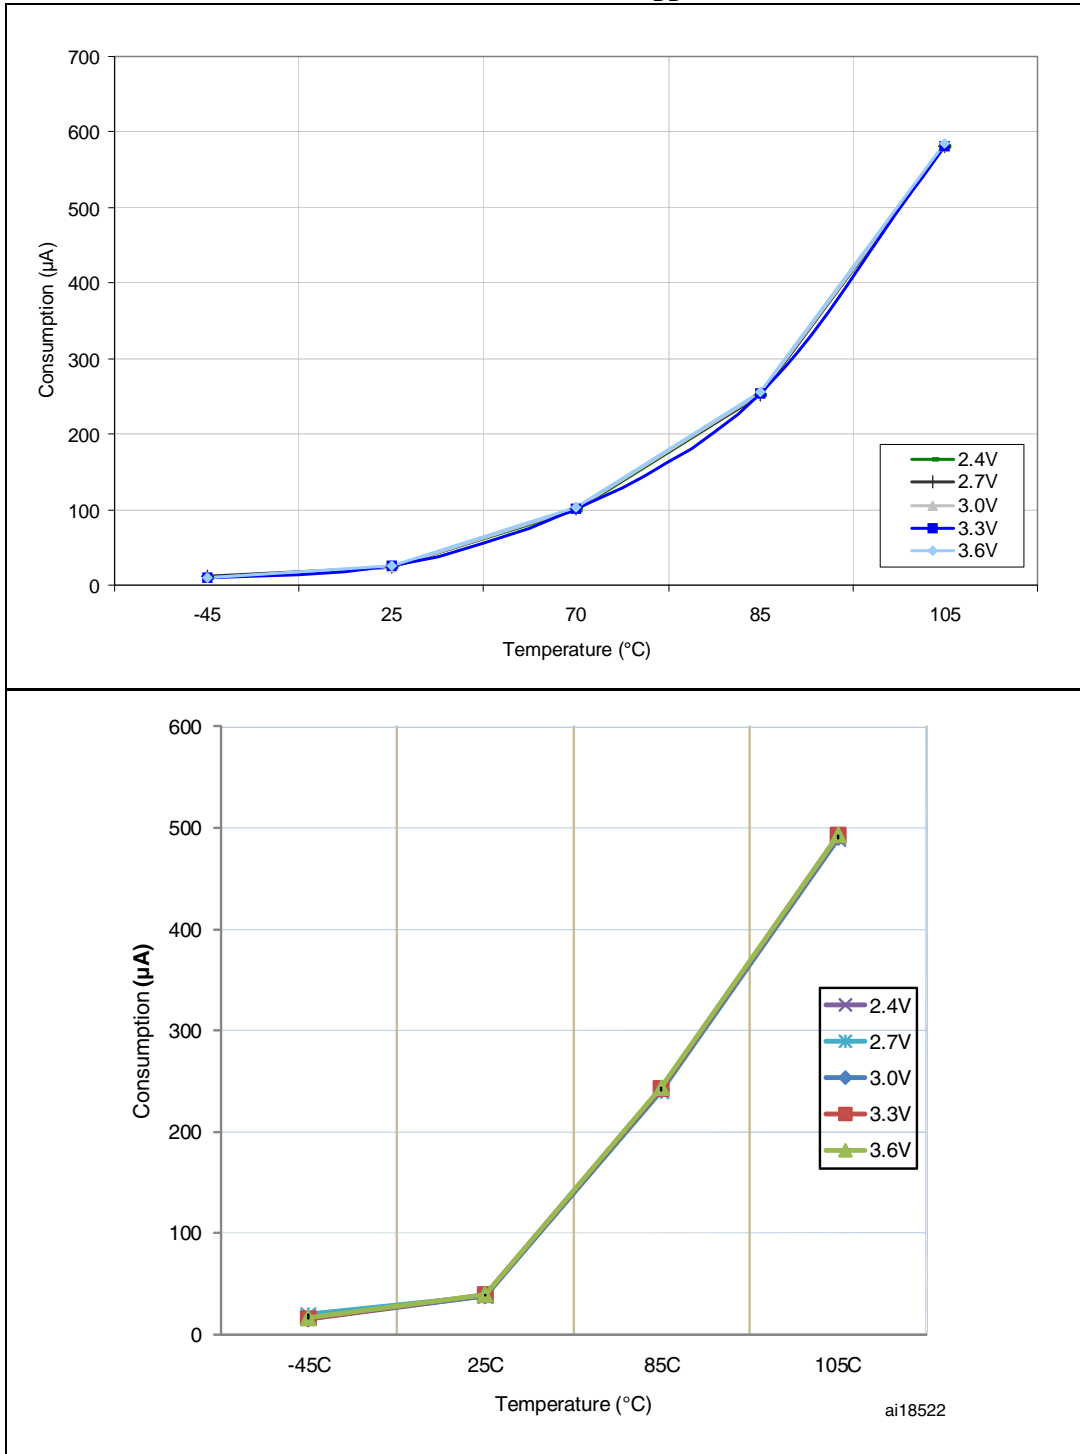 700
600
500
400
300
200
100
0
Consumption (µA)
-45 25 70 85 105
Temperature (°C)
2.4V
2.7V
3.0V
3.3V
3.6V
600
500
400
300
200
100
0
Consumption (µA)
-45C 25C 85C 105C
Temperature (°C)
2.4V
2.7V
3.0V
3.3V
3.6V
ai18522